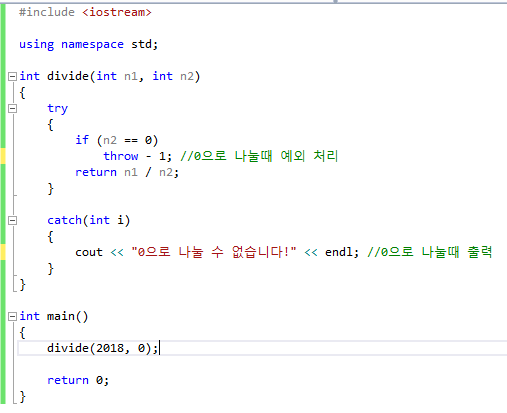 #include <iostream>
using namespace std;
int divide(int n1, int n2)
{
try
{
if (n2 == 0)
throw - 1; //0으로 나눌때 예외 처리
return n1 / n2;
}
catch(int i)
{
cout << "0으로 나눌 수 없습니다!" << endl; //0으로 나눌때 출력
}
}
int main()
{
divide(2018, 0);
return 0;
}